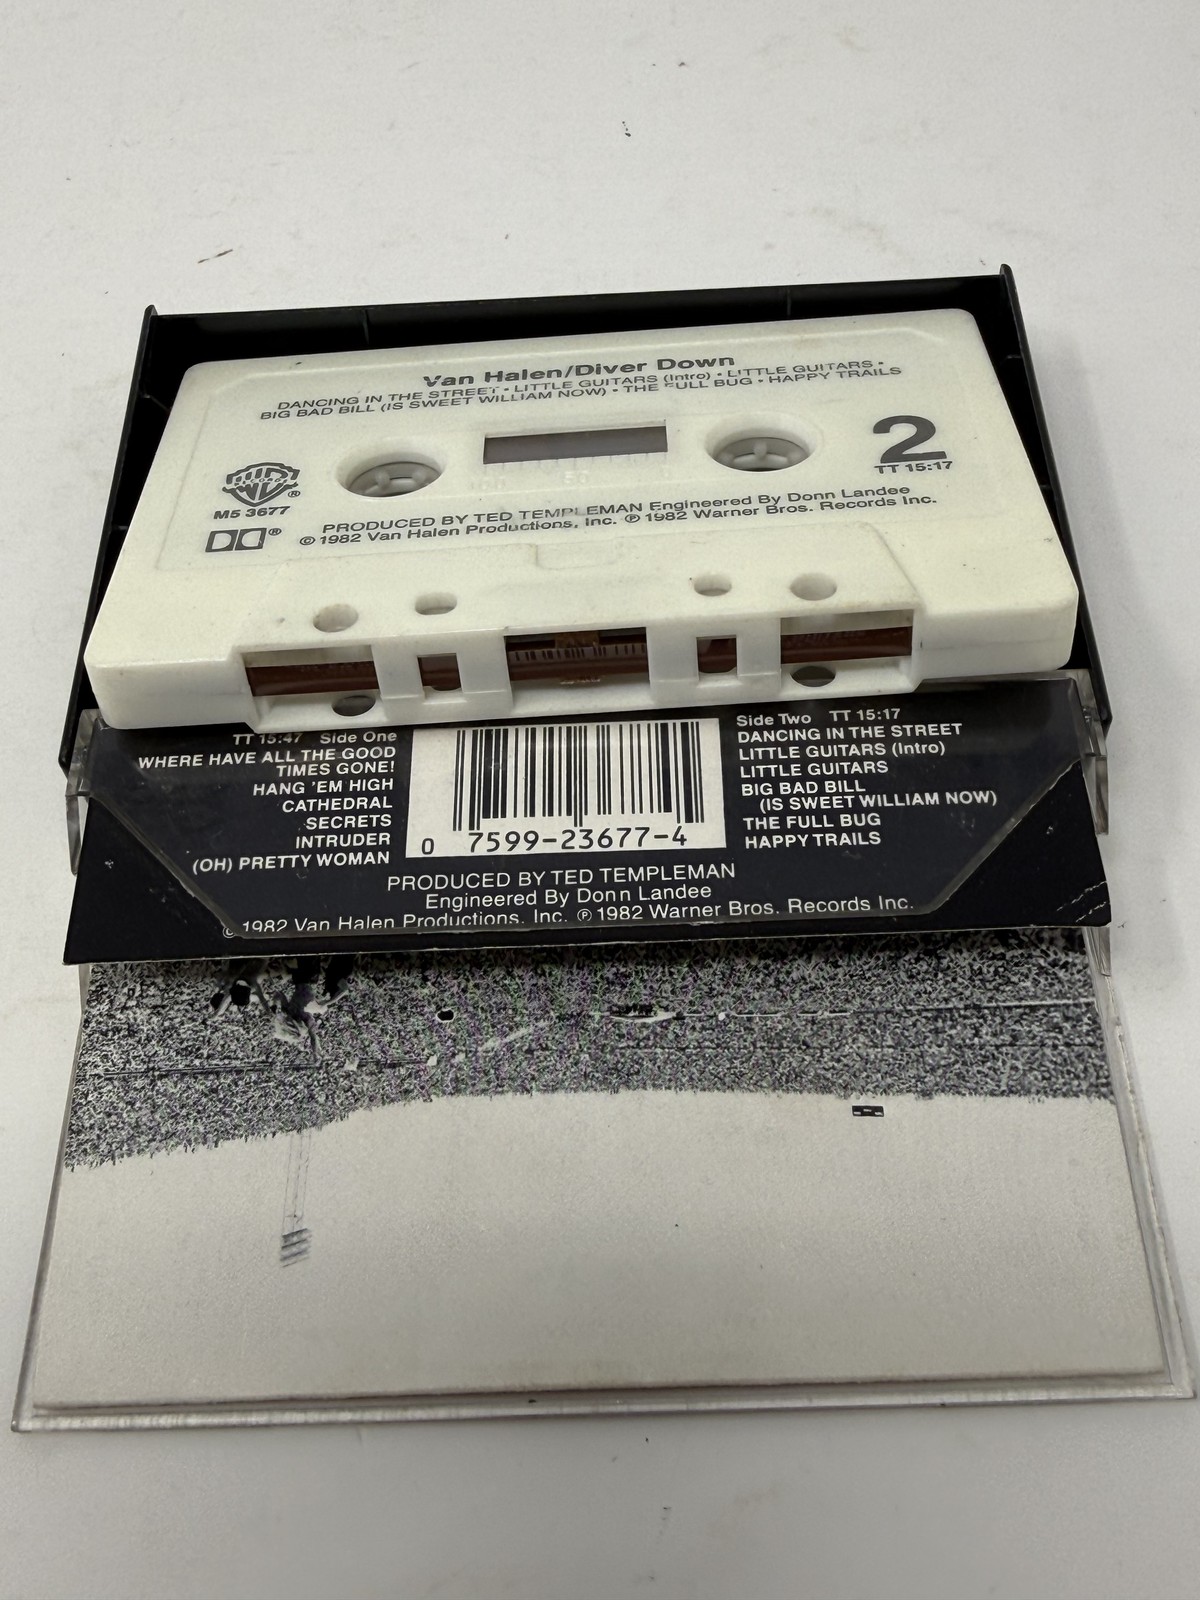 Van Halen/Diver Down
DANCING IN THE STREET • LITTLE GUITARS (Intro) • LITTLE GUITARS •
BIG BAD BILL (IS SWEET WILLIAM NOW) • THE FULL BUG • HAPPY TRAILS
2
TT 15:17
WB
RECORDS
®
M5 3677
®
PRODUCED BY TED TEMPLEMAN Engineered By Donn Landee
© 1982 Van Halen Productions, Inc. ℗ 1982 Warner Bros. Records Inc.
100 50
TT 15:47 Side One
WHERE HAVE ALL THE GOOD
TIMES GONE!
HANG 'EM HIGH
CATHEDRAL
SECRETS
INTRUDER
(OH) PRETTY WOMAN
0 7599-23677-4
Side Two TT 15:17
DANCING IN THE STREET
LITTLE GUITARS (Intro)
LITTLE GUITARS
BIG BAD BILL
(IS SWEET WILLIAM NOW)
THE FULL BUG
HAPPY TRAILS
PRODUCED BY TED TEMPLEMAN
Engineered By Donn Landee
© 1982 Van Halen Productions, Inc. ℗ 1982 Warner Bros. Records Inc.